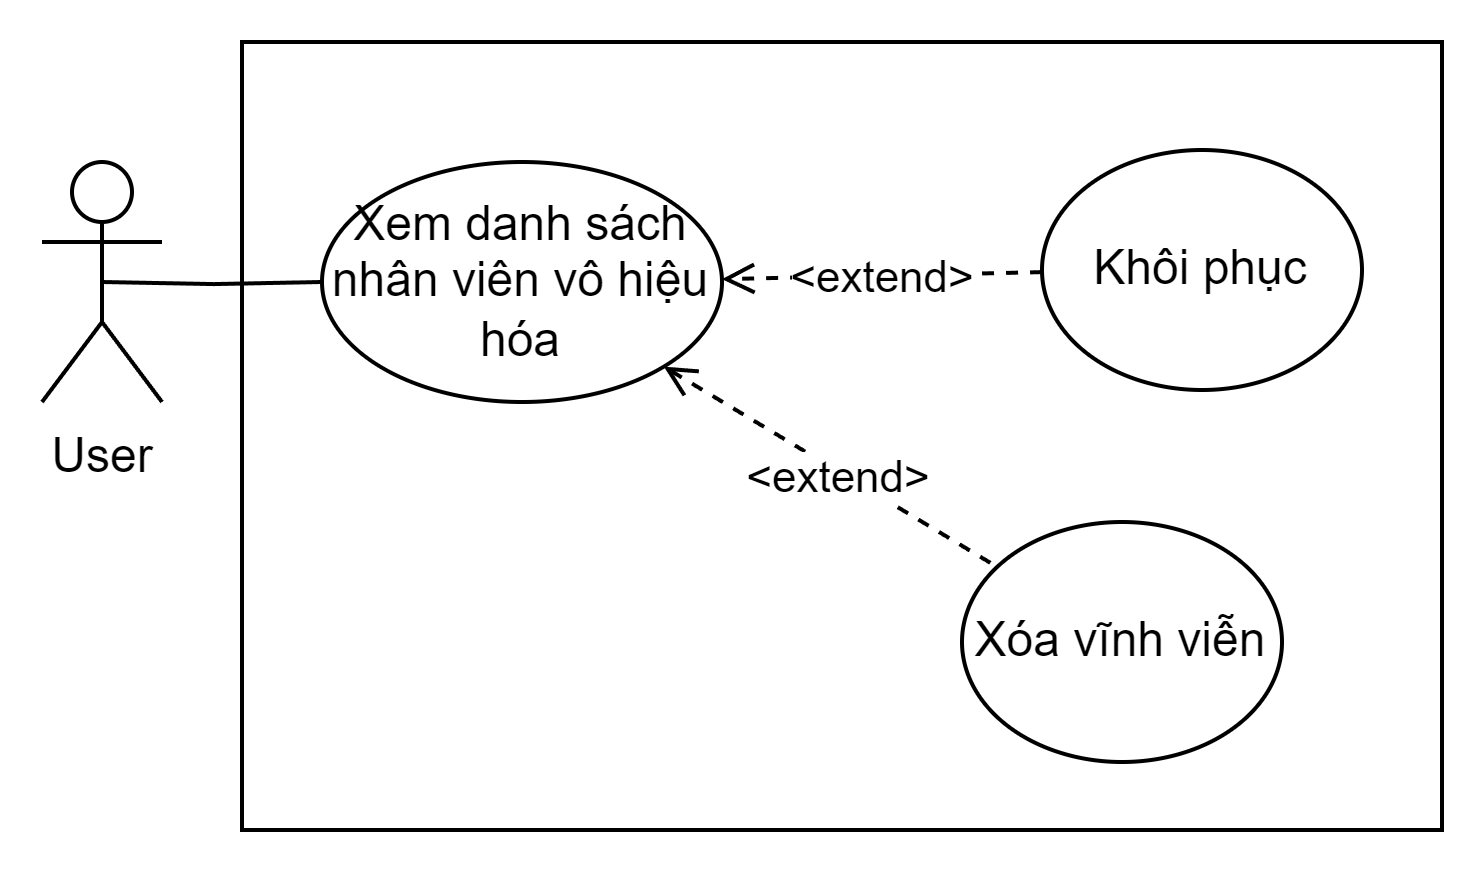 Xem danh sách
nhân viên vô hiệu
hóa
<extend>
Khôi phục
User
<extend>
Xóa vĩnh viễn